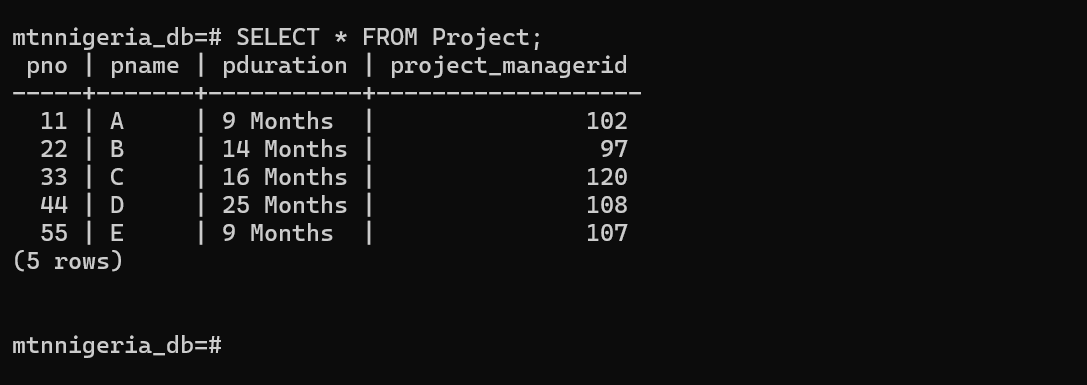 mtnnigeria_db=# SELECT * FROM Project;
 pno | pname | pduration | project_managerid
-----+-------+-----------+-------------------
  11 | A     | 9 Months  |               102
  22 | B     | 14 Months |                97
  33 | C     | 16 Months |               120
  44 | D     | 25 Months |               108
  55 | E     | 9 Months  |               107
(5 rows)
mtnnigeria_db=#